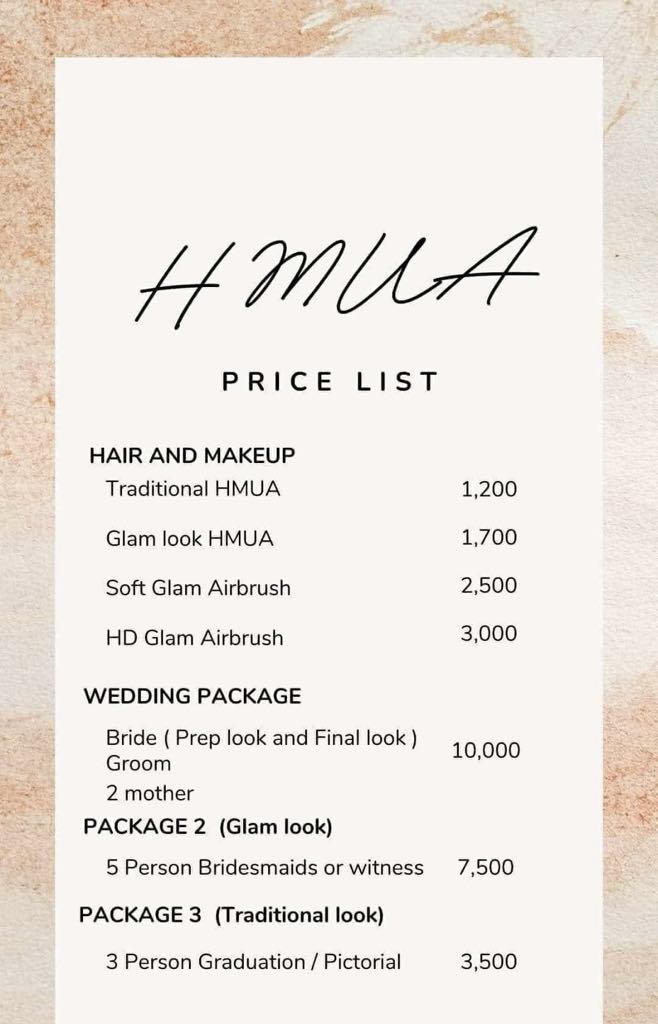 HMUA
PRICE LIST
HAIR AND MAKEUP
Traditional HMUA 1,200
Glam look HMUA 1,700
Soft Glam Airbrush 2,500
HD Glam Airbrush 3,000
WEDDING PACKAGE
Bride ( Prep look and Final look ) 10,000
Groom
2 mother
PACKAGE 2 (Glam look)
5 Person Bridesmaids or witness 7,500
PACKAGE 3 (Traditional look)
3 Person Graduation / Pictorial 3,500